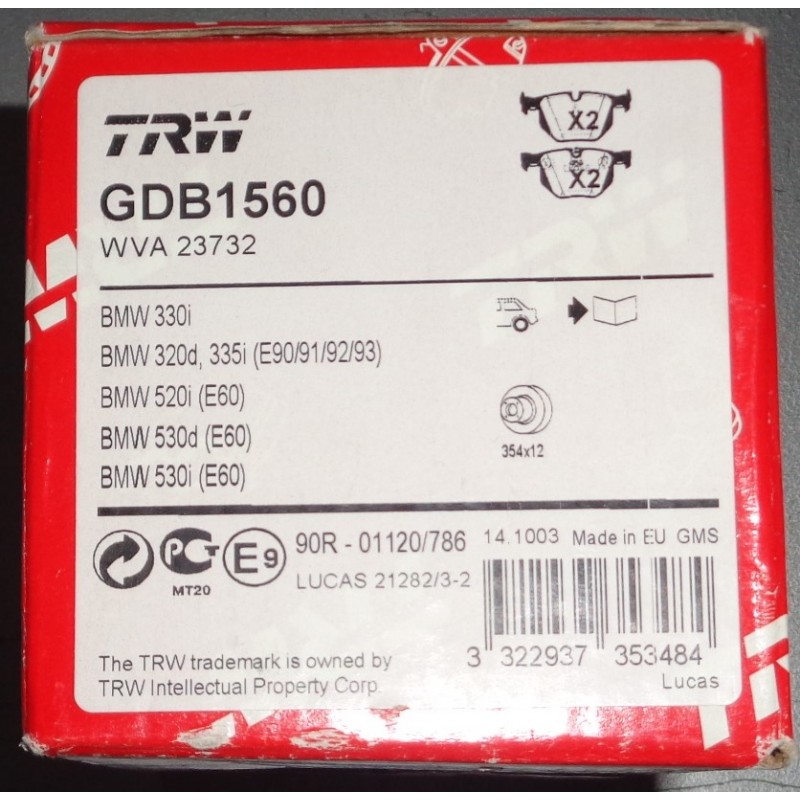 TRW
GDB1560
WVA 23732
X2
X2
BMW 330i
BMW 320d, 335i (E90/91/92/93)
BMW 520i (E60)
BMW 530d (E60)
BMW 530i (E60)
354x12
PCT
MT20
E9
90R - 01120/786
LUCAS 21282/3-2
14.1003 Made in EU GMS
3 322937 353484
Lucas
The TRW trademark is owned by
TRW Intellectual Property Corp.
TRW